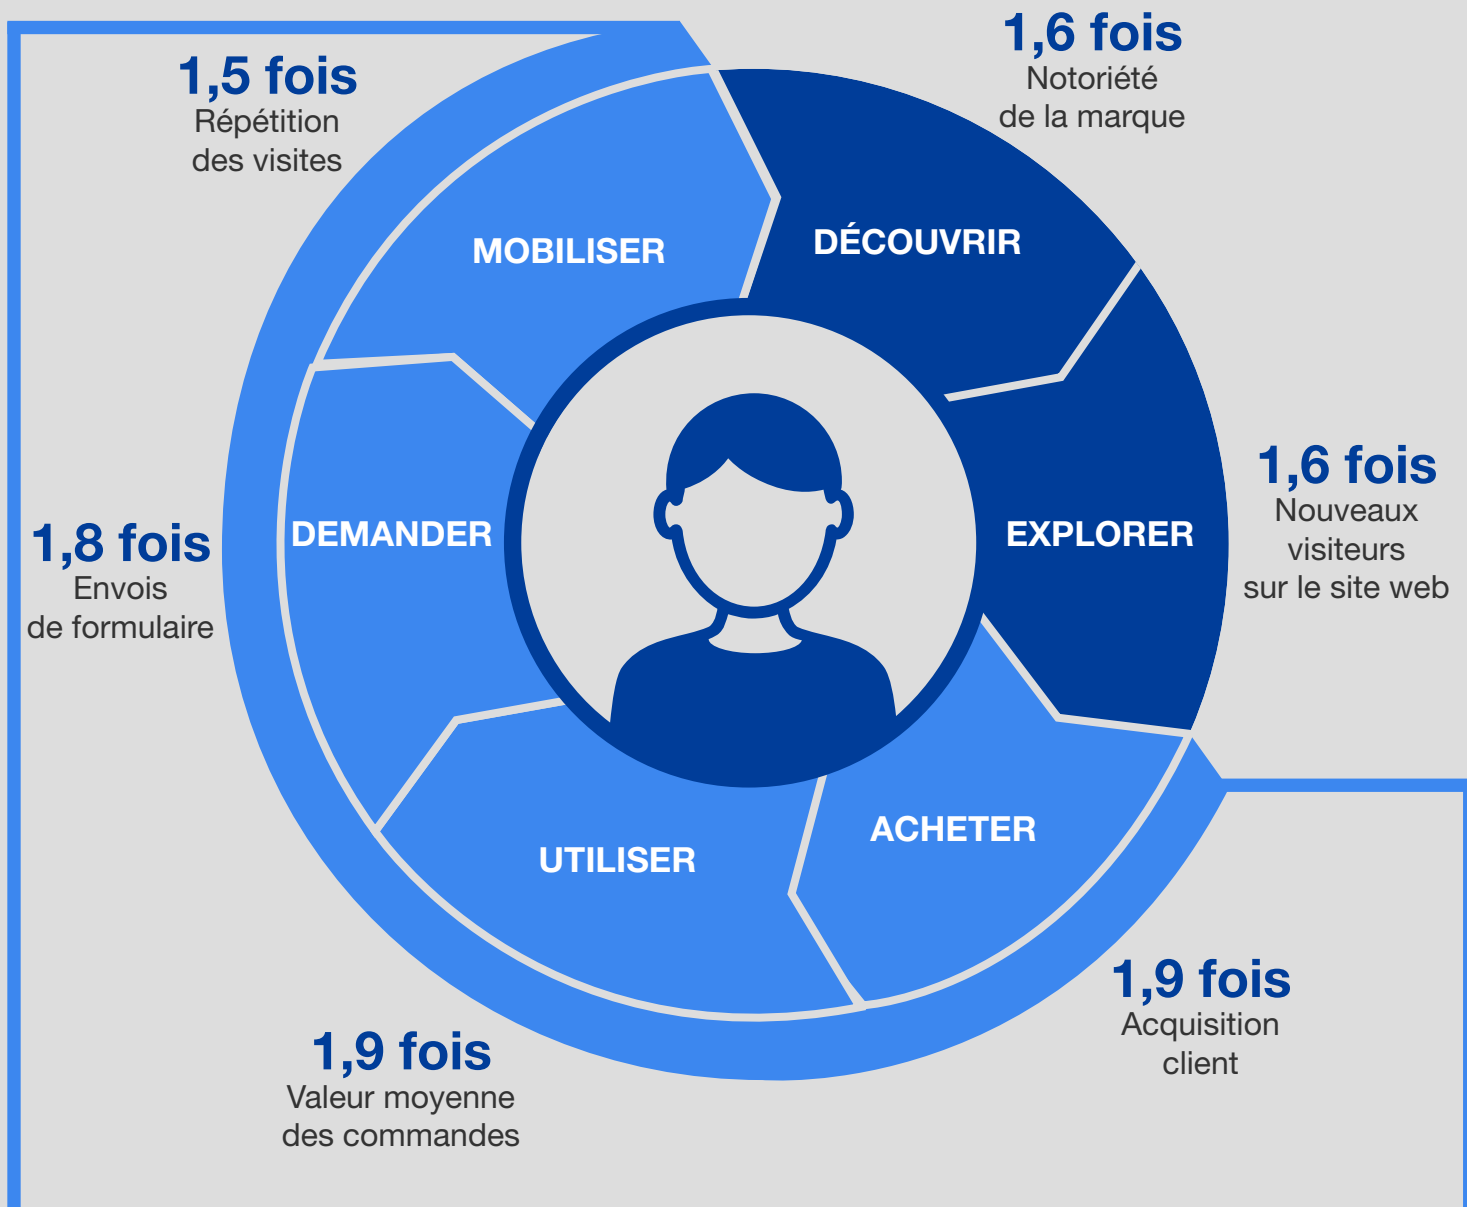 1,6 fois
Notoriété
de la marque
1,5 fois
Répétition
des visites
MOBILISER
DÉCOUVRIR
1,6 fois
Nouveaux
visiteurs
sur le site web
DEMANDER
EXPLORER
1,8 fois
Envois
de formulaire
UTILISER
ACHETER
1,9 fois
Acquisition
client
1,9 fois
Valeur moyenne
des commandes